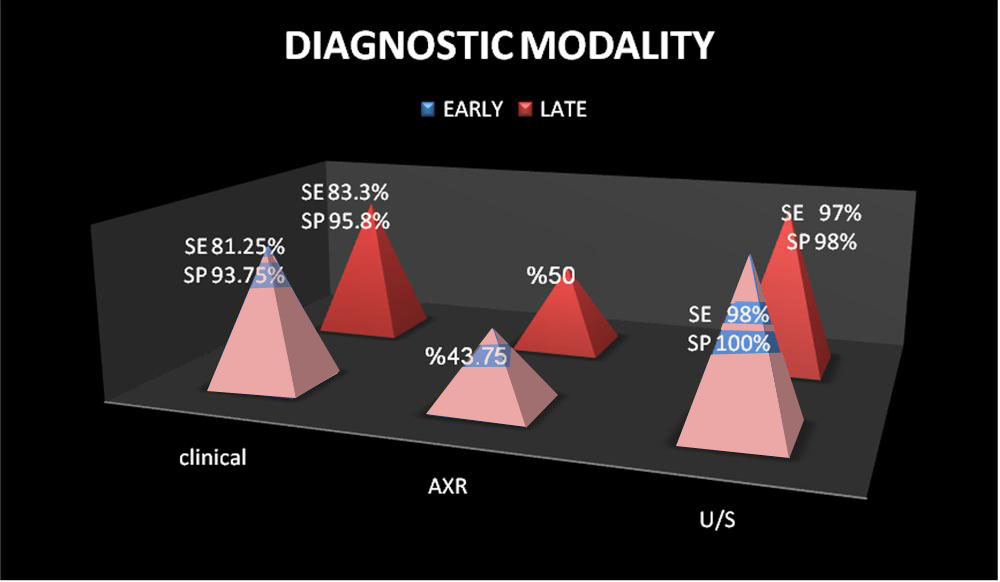 DIAGNOSTIC MODALITY
EARLY LATE
SE 83.3%
SP 95.8%
SE 81.25%
SP 93.75%
%50
%43.75
SE 97%
SP 98%
SE 98%
SP 100%
clinical
AXR
U/S